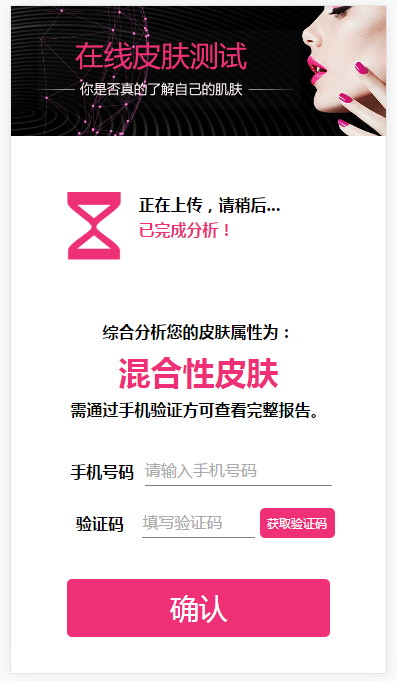 在线皮肤测试
你是否真的了解自己的肌肤
正在上传，请稍后...
已完成分析！
综合分析您的皮肤属性为：
混合性皮肤
需通过手机验证方可查看完整报告。
手机号码 请输入手机号码
验证码 填写验证码 获取验证码
确认